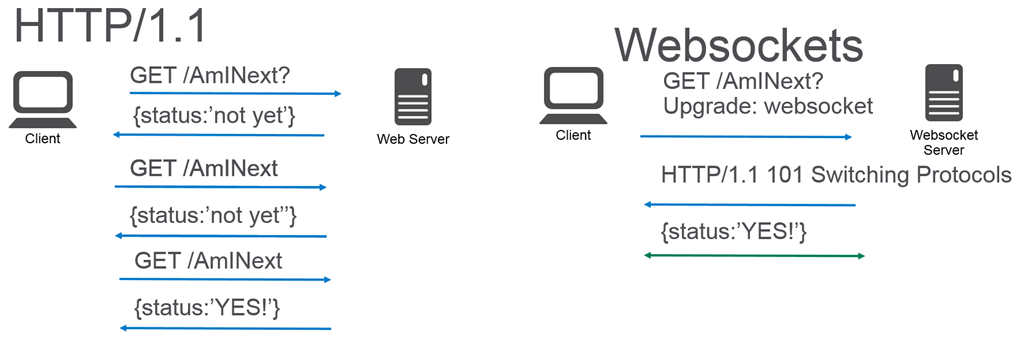 HTTP/1.1
GET /AmINext?
{status:’not yet’}
Client
Web Server
GET /AmINext
{status:’not yet’’}
GET /AmINext
{status:’YES!’}
Websockets
GET /AmINext?
Upgrade: websocket
Client
Websocket
Server
HTTP/1.1 101 Switching Protocols
{status:’YES!’}